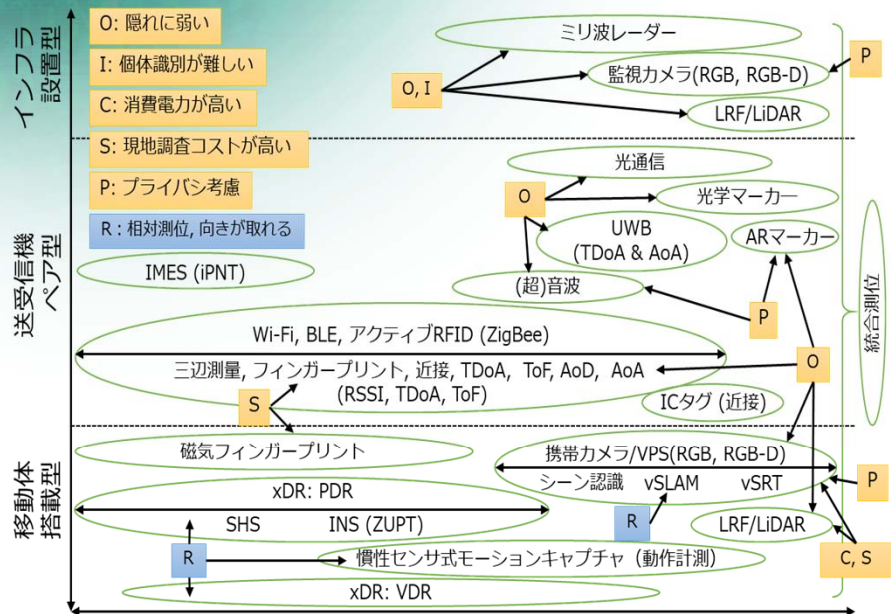 インフラ
設置型
O: 隠れに弱い
I: 個体識別が難しい
C: 消費電力が高い
S: 現地調査コストが高い
P: プライバシ考慮
R : 相対測位, 向きが取れる
ミリ波レーダー
監視カメラ(RGB, RGB-D)
P
O, I
LRF/LiDAR
送受信機
ペア型
光通信
O
光学マーカー
UWB
(TDoA & AoA)
ARマーカー
IMES (iPNT)
(超)音波
P
統合測位
Wi-Fi, BLE, アクティブRFID (ZigBee)
三辺測量, フィンガープリント, 近接, TDoA, ToF, AoD, AoA
(RSSI, TDoA, ToF)
O
S
ICタグ (近接)
移動体
搭載型
磁気フィンガープリント
携帯カメラ/VPS(RGB, RGB-D)
シーン認識 vSLAM vSRT
P
xDR: PDR
SHS INS (ZUPT)
R
LRF/LiDAR
R
慣性センサ式モーションキャプチャ（動作計測）
C, S
xDR: VDR